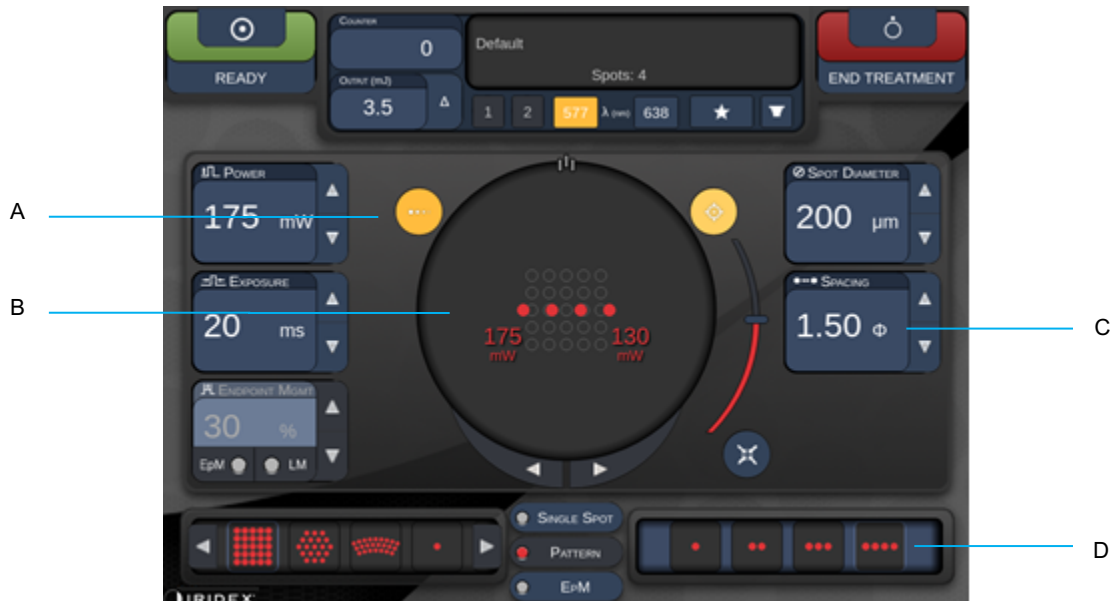 READY
COUNTER
0
OUTPUT (mJ)
3.5
Δ
Default
Spots: 4
1 2 577 λ (nm) 638
END TREATMENT
A
POWER
175 mW
SPOT DIAMETER
200 μm
B
EXPOSURE
20 ms
SPACING
1.50 Φ
C
175
mW
130
mW
ENDPOINT MGMT
30 %
EpM LM
SINGLE SPOT
PATTERN
EPM
D
IRIDEX